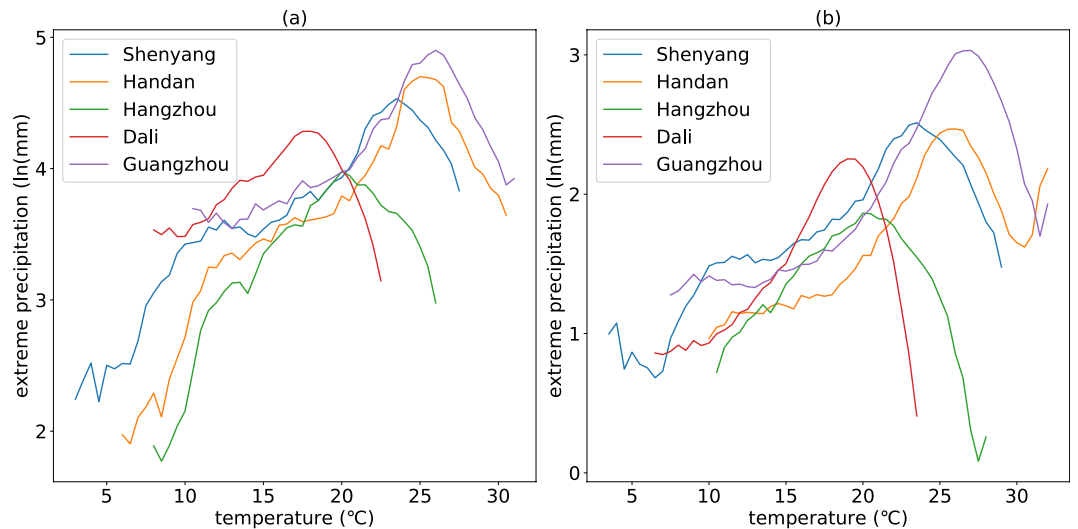 (a)
extreme precipitation (ln(mm)
5
4
3
2
Shenyang
Handan
Hangzhou
Dali
Guangzhou
5 10 15 20 25 30
temperature (℃)
(b)
extreme precipitation (ln(mm)
3
2
1
0
Shenyang
Handan
Hangzhou
Dali
Guangzhou
5 10 15 20 25 30
temperature (℃)